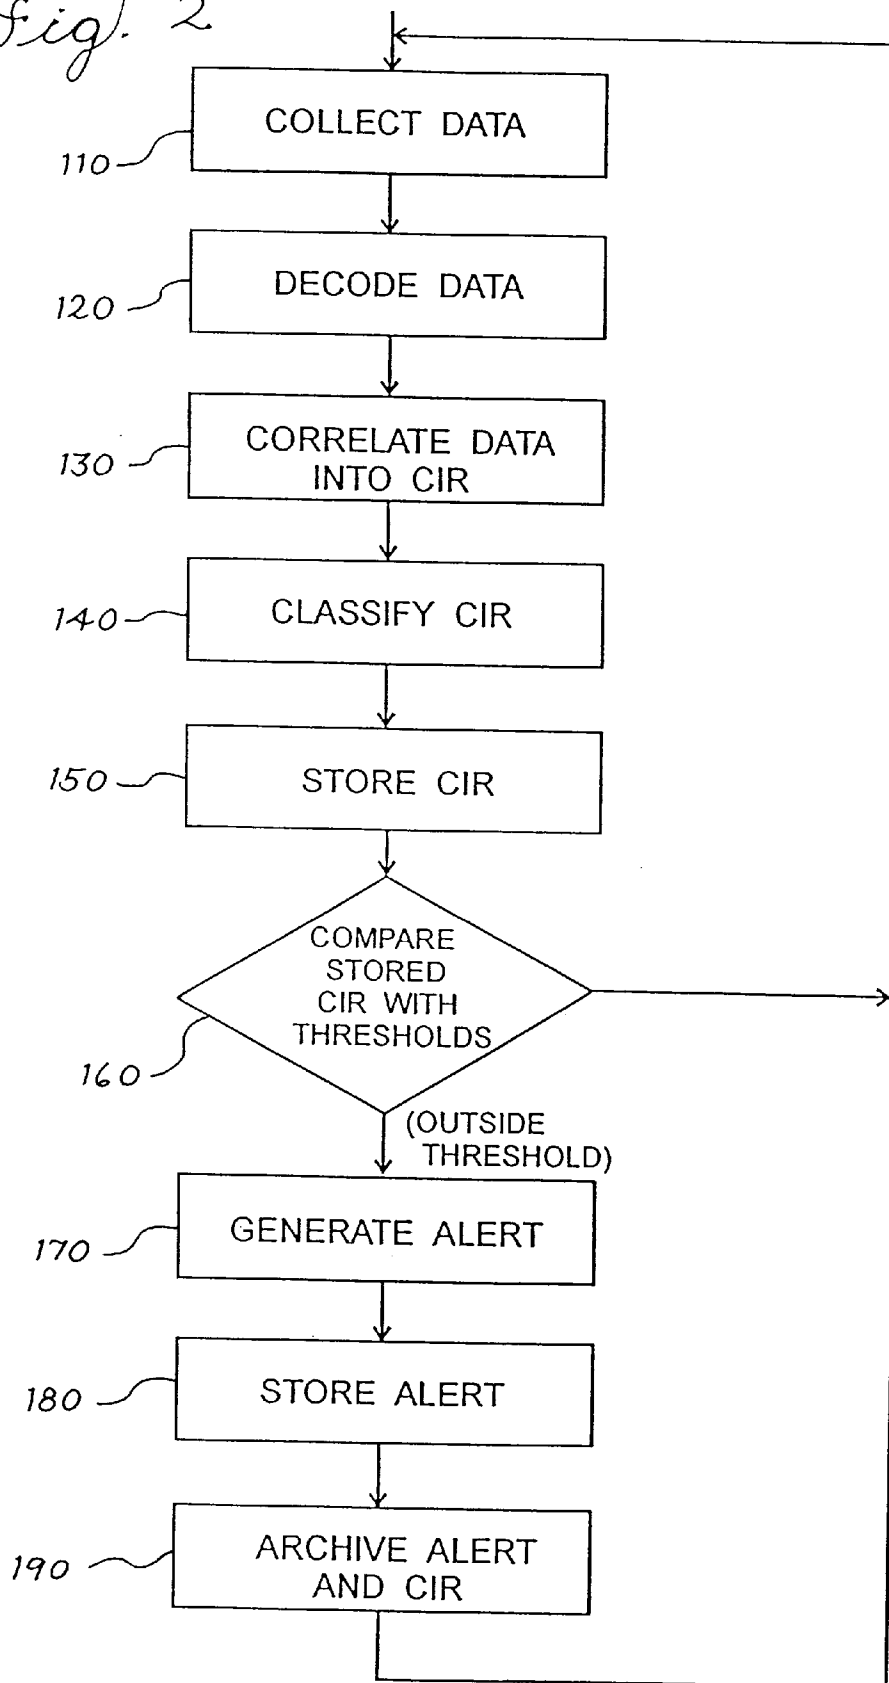 Fig. 2
COLLECT DATA
110
DECODE DATA
120
CORRELATE DATA
INTO CIR
130
CLASSIFY CIR
140
STORE CIR
150
COMPARE
STORED
CIR WITH
THRESHOLDS
160
(OUTSIDE
THRESHOLD)
GENERATE ALERT
170
STORE ALERT
180
ARCHIVE ALERT
AND CIR
190